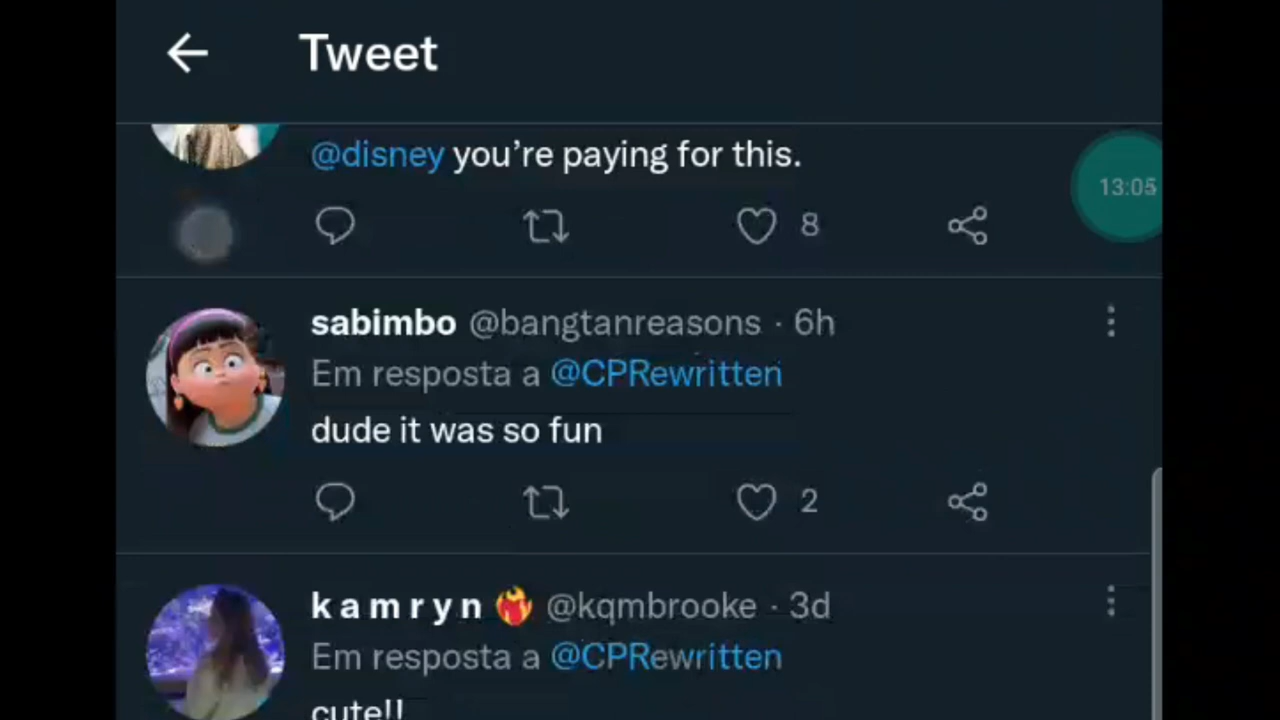 Tweet
@disney you’re paying for this.
8
13:05
sabimbo @bangtanreasons · 6h
Em resposta a @CPRewritten
dude it was so fun
2
k a m r y n ❤️‍🔥 @kqmbrooke · 3d
Em resposta a @CPRewritten
cute!!